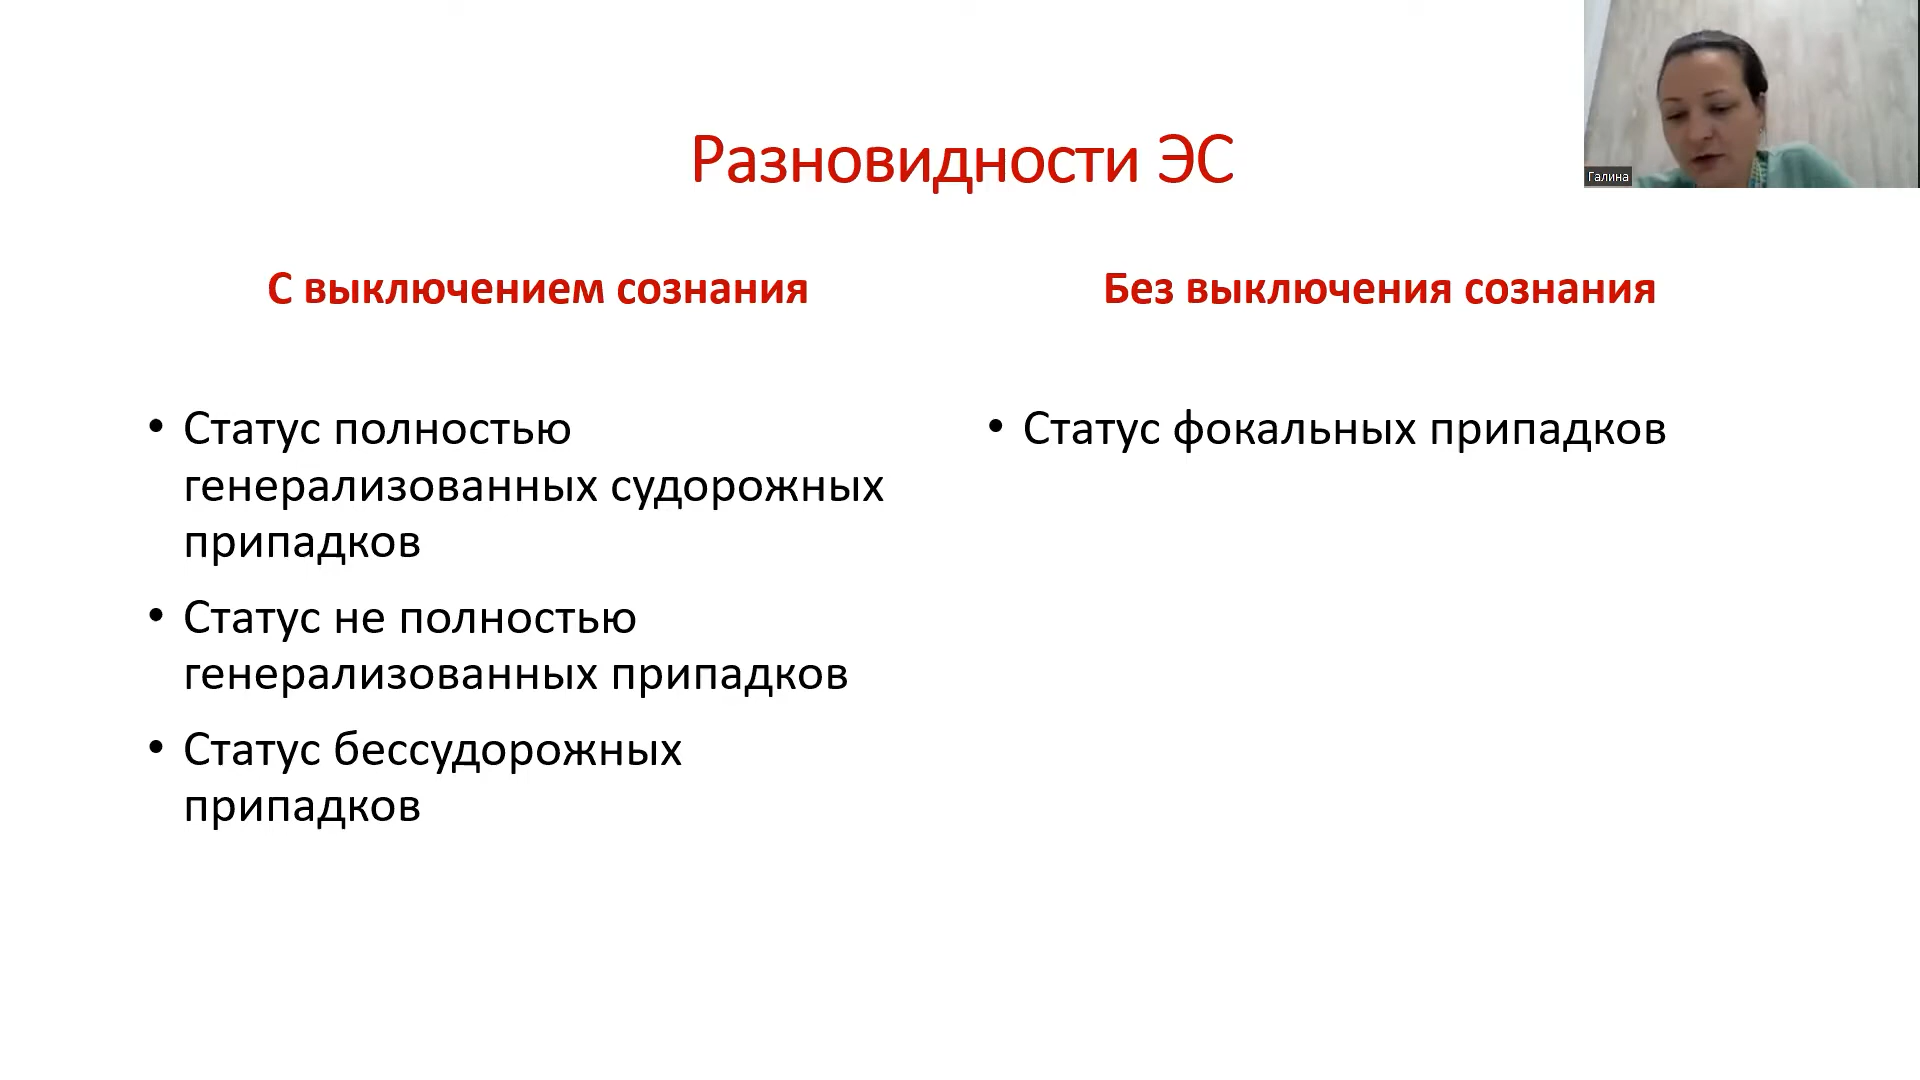 Разновидности ЭС
Галина
С выключением сознания
• Статус полностью
генерализованных судорожных
припадков
• Статус не полностью
генерализованных припадков
• Статус бессудорожных
припадков
Без выключения сознания
• Статус фокальных припадков